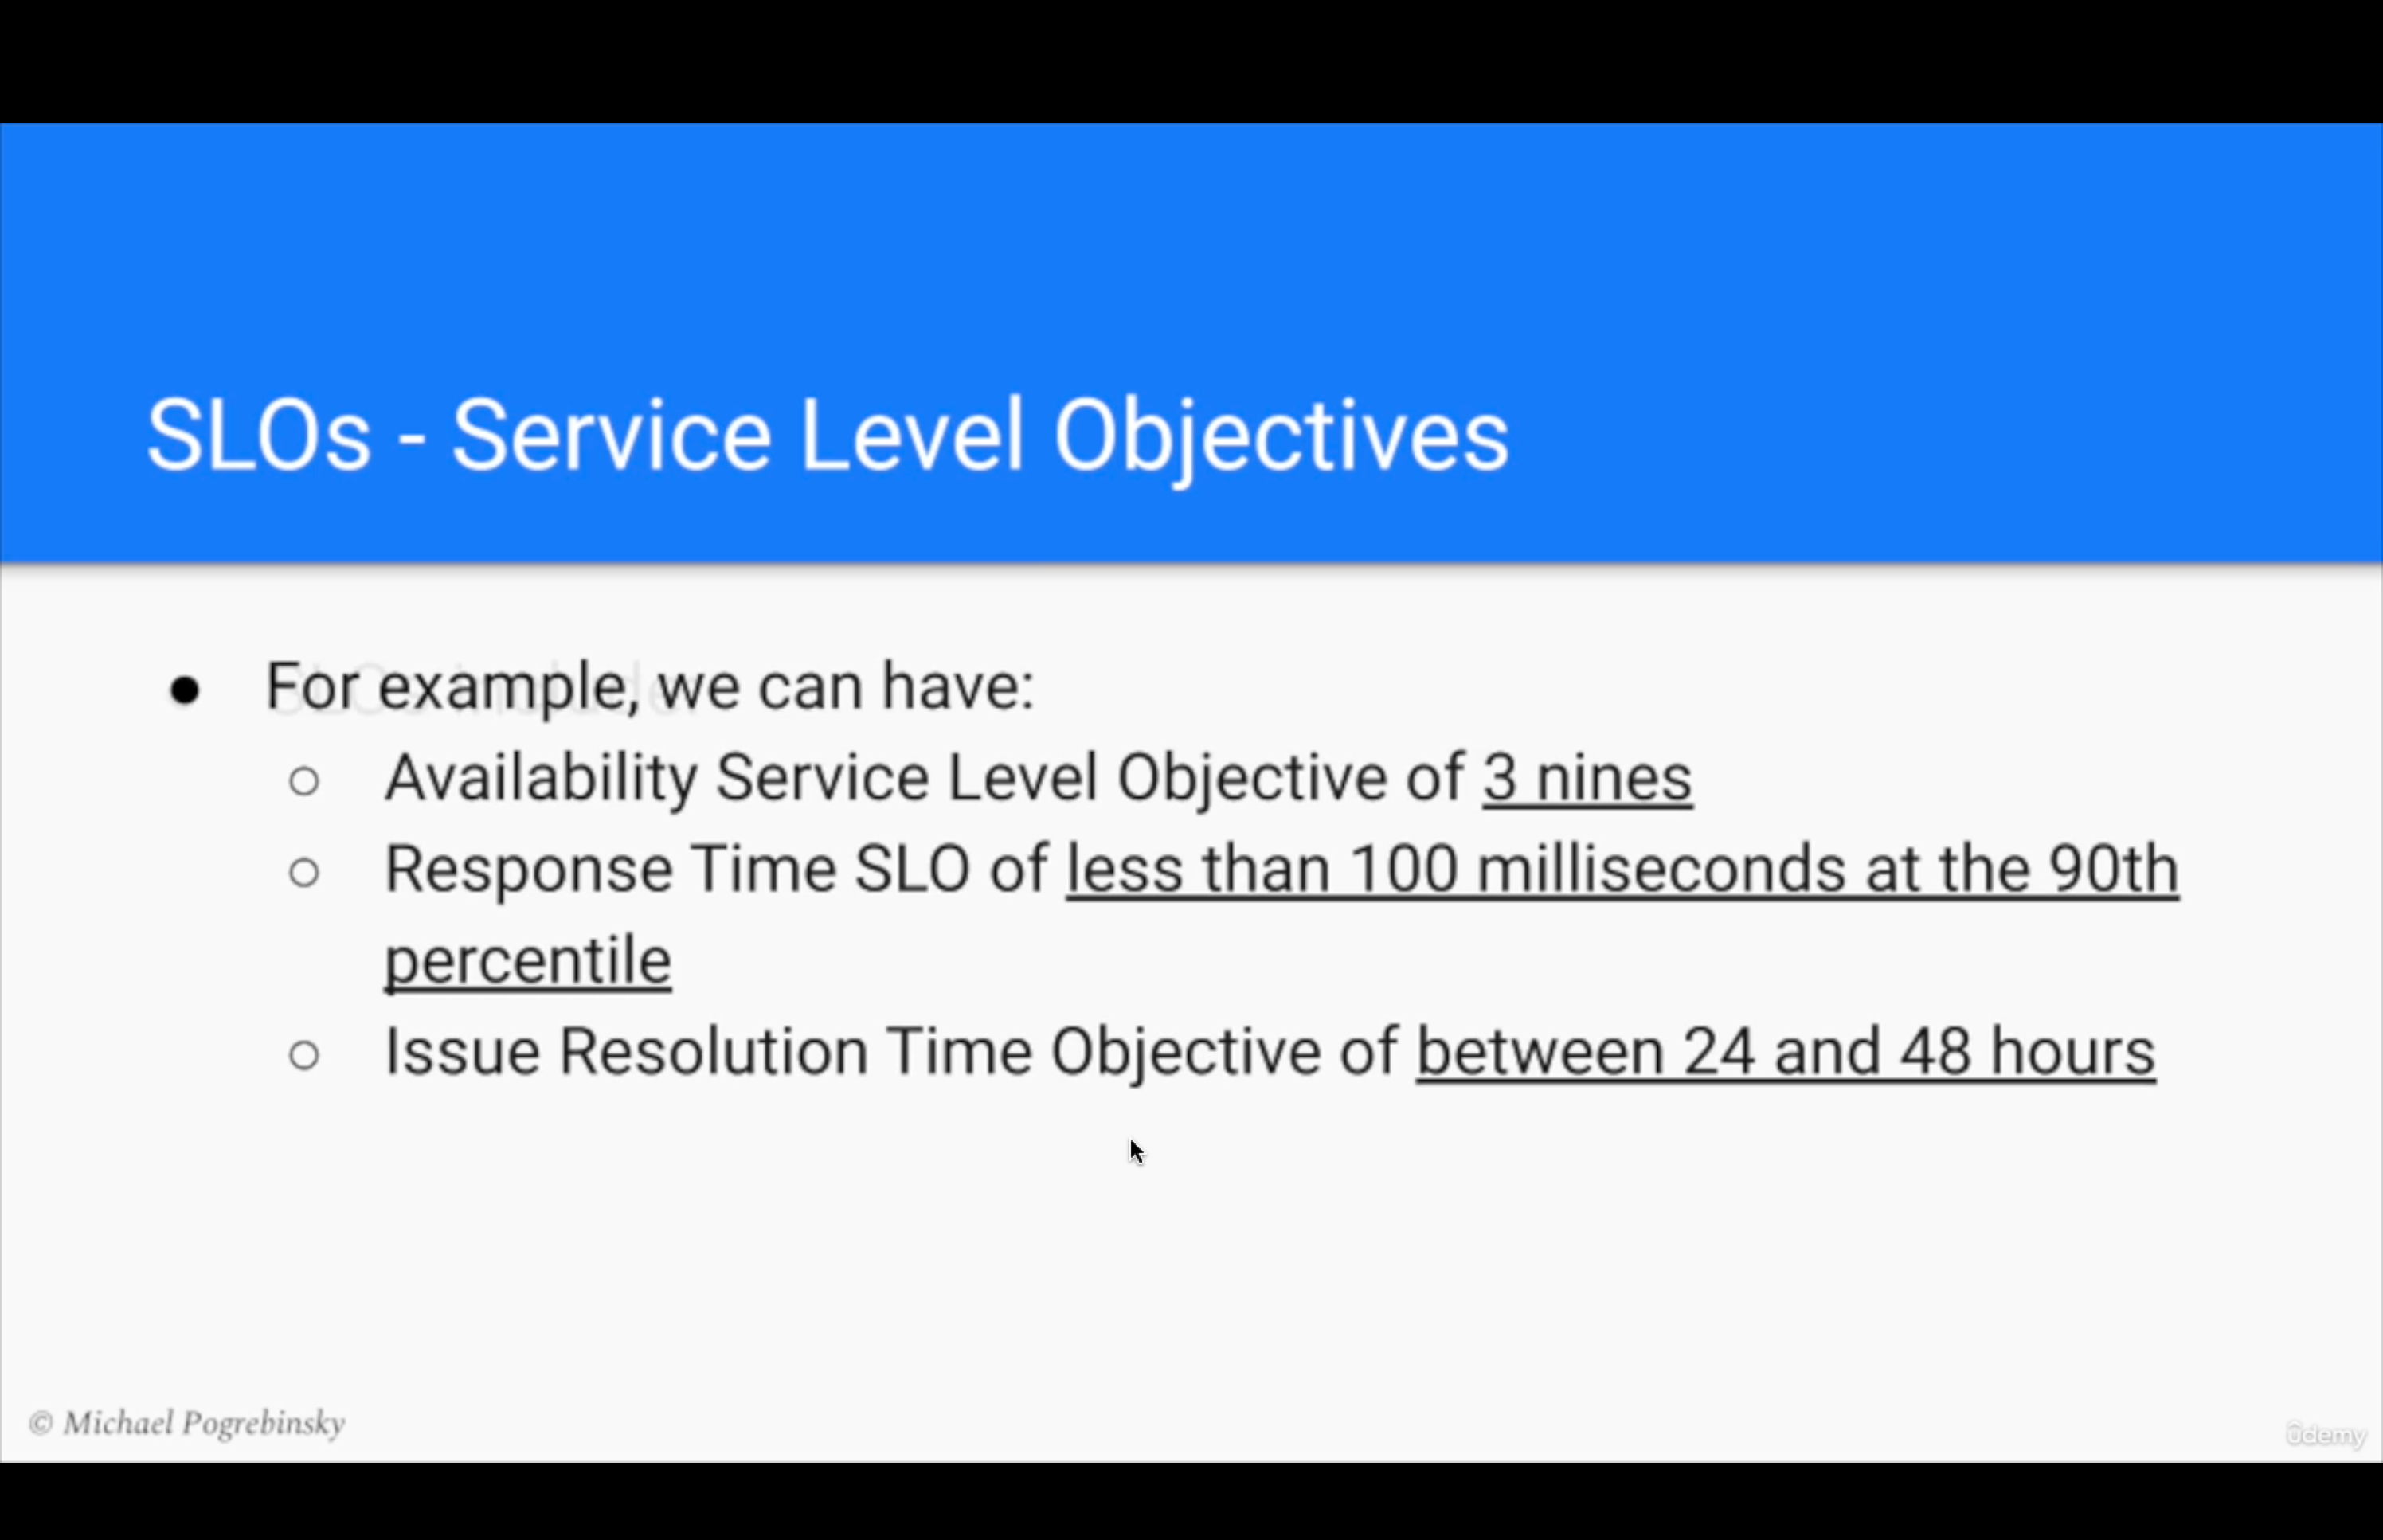 SLOs - Service Level Objectives
● For example, we can have:
○ Availability Service Level Objective of 3 nines
○ Response Time SLO of less than 100 milliseconds at the 90th
percentile
○ Issue Resolution Time Objective of between 24 and 48 hours
© Michael Pogrebinsky
ûdemy